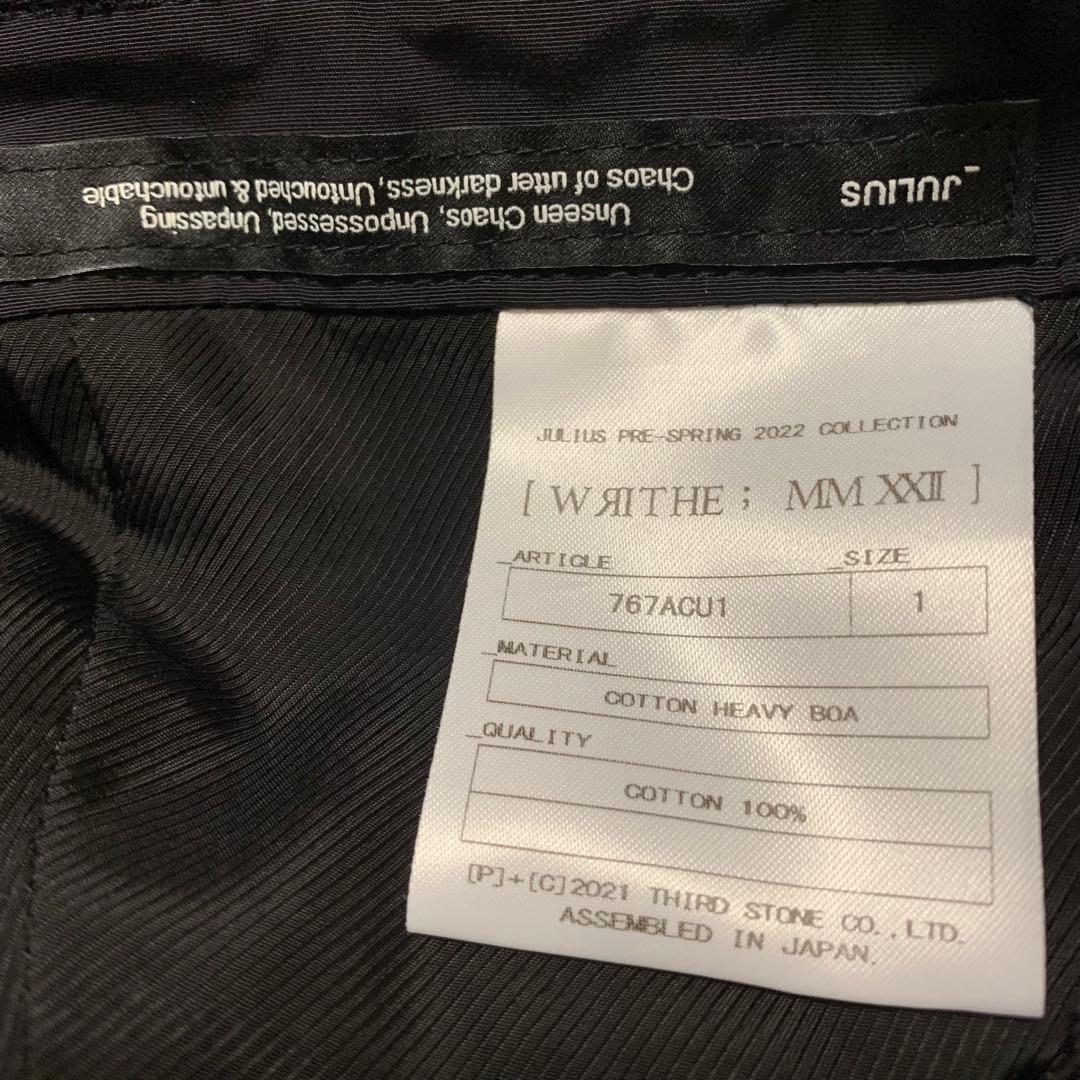 _JULIUS
Unseen Chaos, Unpossessed, Unpassing
Chaos of utter darkness, Untouched & untouchable
JULIUS PRE-SPRING 2022 COLLECTION
[ WЯITHE ; MM XXII ]
_ARTICLE _SIZE
767ACU1 1
_MATERIAL
COTTON HEAVY BOA
_QUALITY
COTTON 100%
[P]+[C]2021 THIRD STONE CO.,LTD.
ASSEMBLED IN JAPAN.